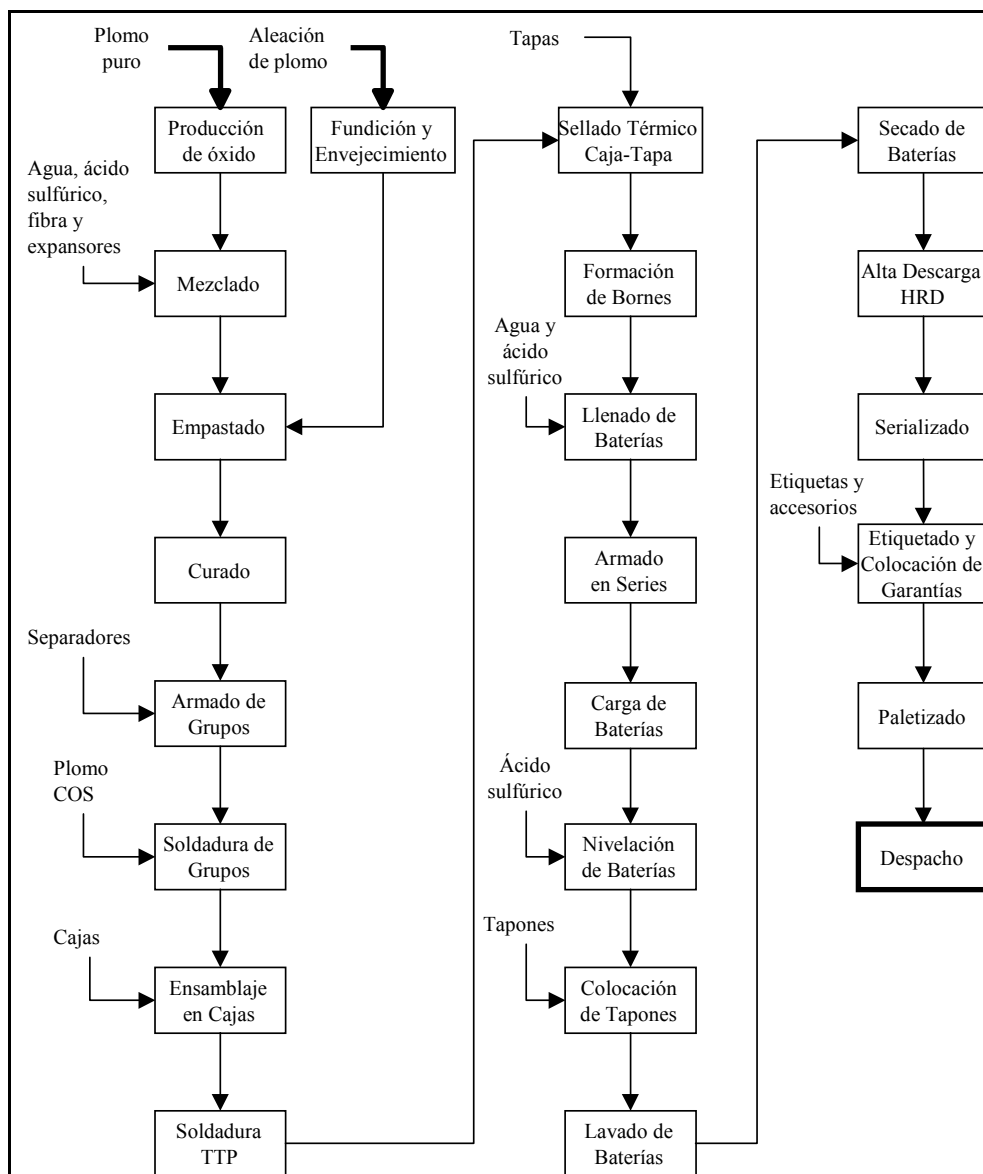 Plomo
puro
Aleación
de plomo
Producción
de óxido
Fundición y
Envejecimiento
Agua, ácido
sulfúrico,
fibra y
expansores
Mezclado
Empastado
Curado
Separadores
Armado de
Grupos
Plomo
COS
Soldadura de
Grupos
Cajas
Ensamblaje
en Cajas
Soldadura
TTP
Tapas
Sellado Térmico
Caja-Tapa
Formación
de Bornes
Agua y
ácido
sulfúrico
Llenado de
Baterías
Armado
en Series
Carga de
Baterías
Ácido
sulfúrico
Nivelación
de Baterías
Tapones
Colocación
de Tapones
Lavado de
Baterías
Secado de
Baterías
Alta Descarga
HRD
Serializado
Etiquetas y
accesorios
Etiquetado y
Colocación de
Garantías
Paletizado
Despacho